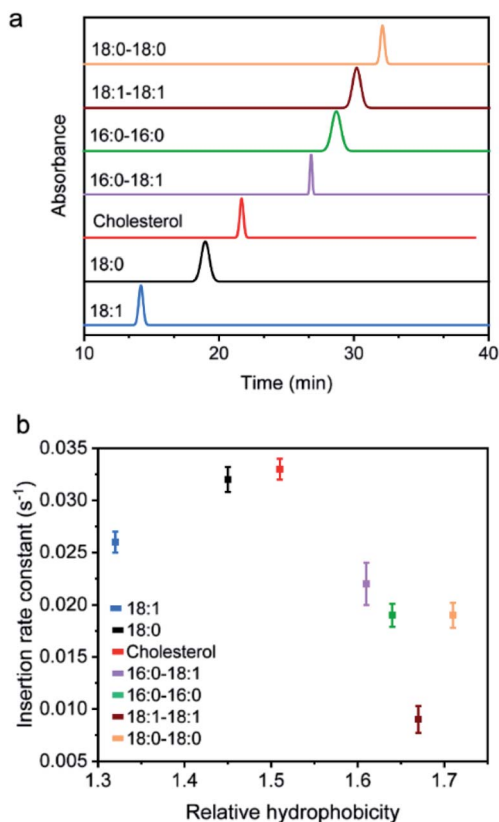 a
18:0-18:0
18:1-18:1
16:0-16:0
16:0-18:1
Cholesterol
18:0
18:1
Absorbance
10 20 30 40
Time (min)
b
0.035
0.030
0.025
0.020
0.015
0.010
0.005
Insertion rate constant (s⁻¹)
18:1
18:0
Cholesterol
16:0-18:1
16:0-16:0
18:1-18:1
18:0-18:0
1.3 1.4 1.5 1.6 1.7
Relative hydrophobicity